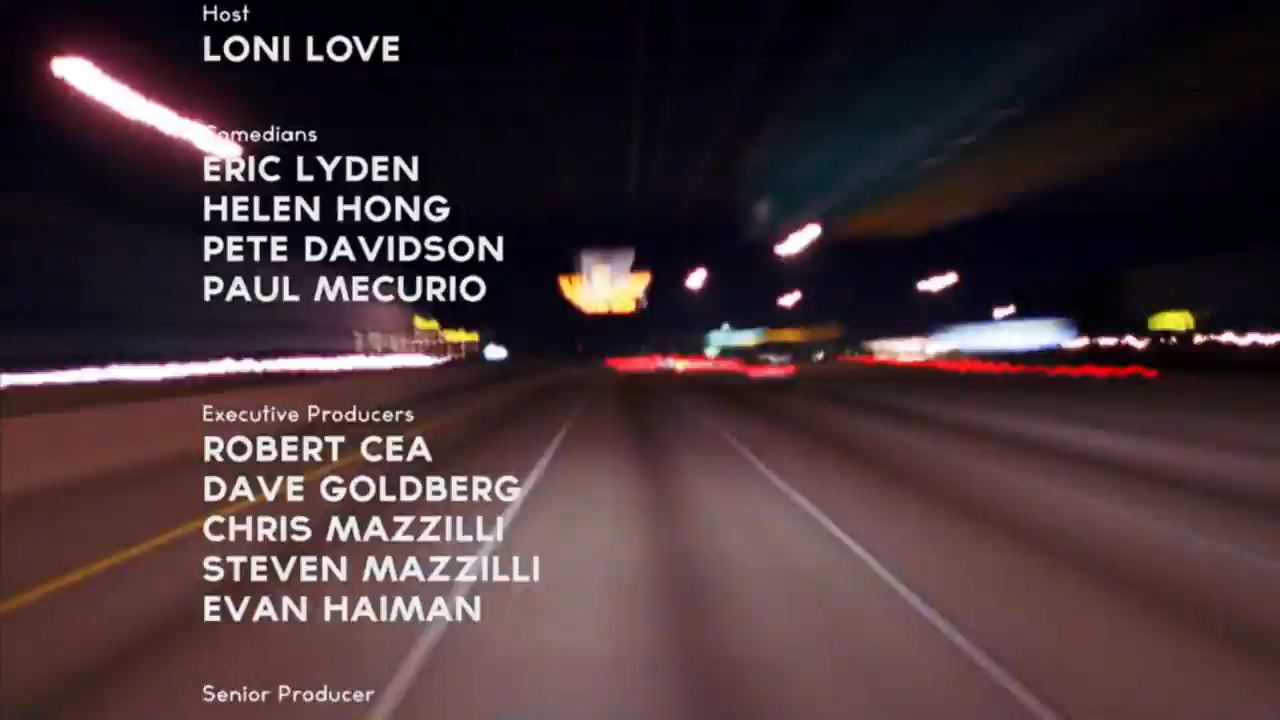 Host
LONI LOVE
Comedians
ERIC LYDEN
HELEN HONG
PETE DAVIDSON
PAUL MECURIO
Executive Producers
ROBERT CEA
DAVE GOLDBERG
CHRIS MAZZILLI
STEVEN MAZZILLI
EVAN HAIMAN
Senior Producer